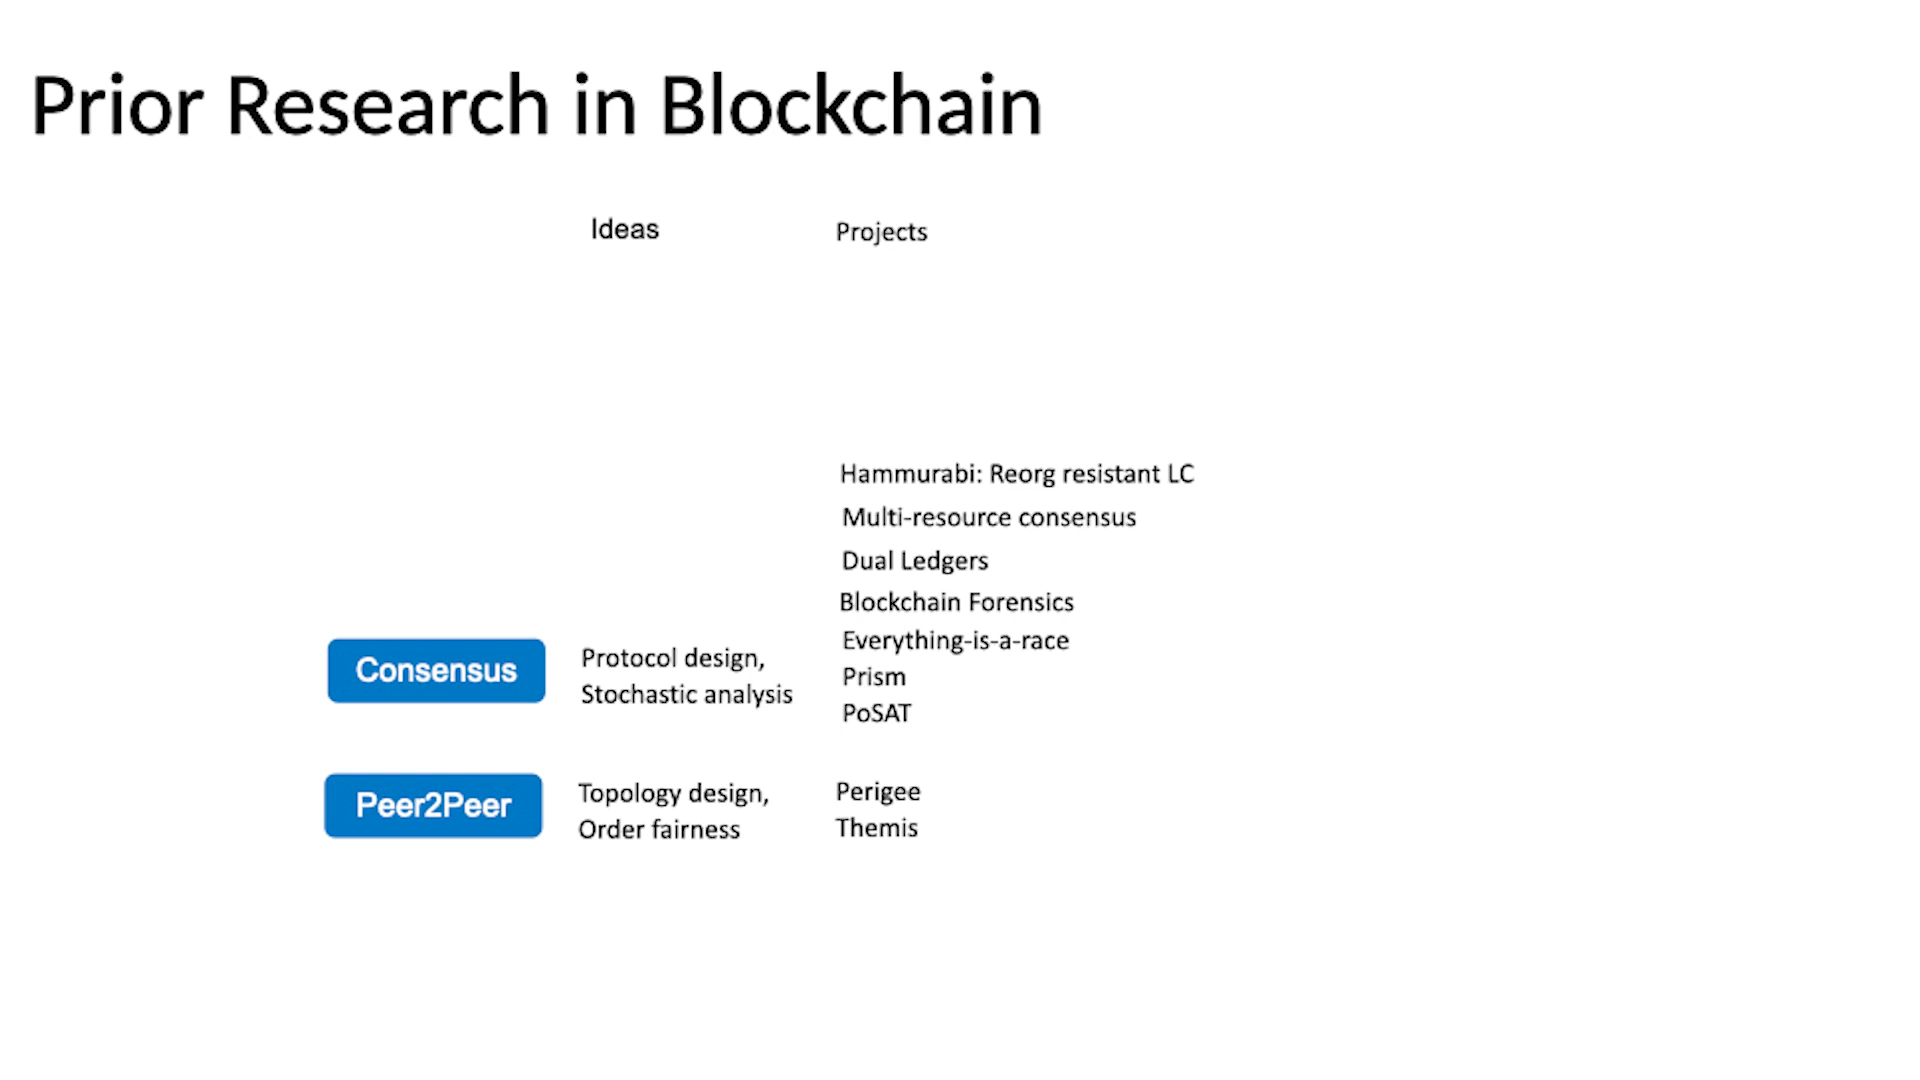 Prior Research in Blockchain
Ideas
Projects
Hammurabi: Reorg resistant LC
Multi-resource consensus
Dual Ledgers
Blockchain Forensics
Everything-is-a-race
Prism
PoSAT
Consensus
Protocol design,
Stochastic analysis
Peer2Peer
Topology design,
Order fairness
Perigee
Themis